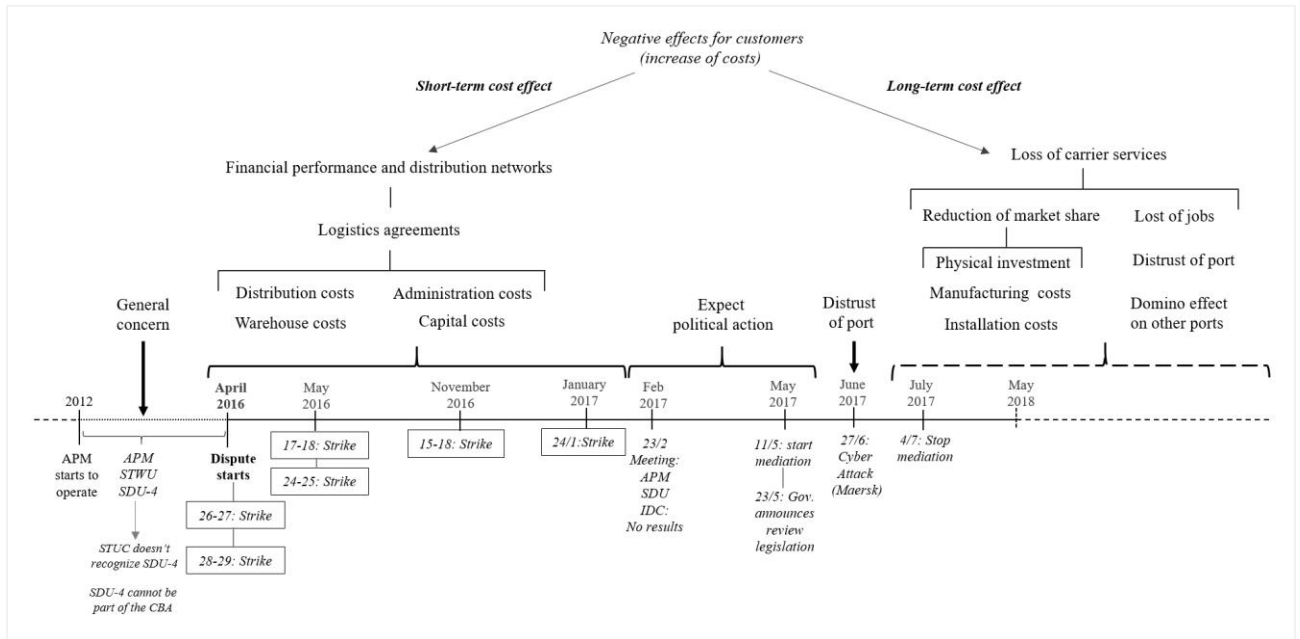 Negative effects for customers
(increase of costs)
Short-term cost effect
Long-term cost effect
Financial performance and distribution networks
Loss of carrier services
Logistics agreements
Reduction of market share
Lost of jobs
Physical investment
Distrust of port
Distribution costs
Administration costs
Manufacturing costs
Warehouse costs
Capital costs
Installation costs
Domino effect
on other ports
General
concern
Expect
political action
Distrust
of port
2012
April
2016
May
2016
November
2016
January
2017
Feb
2017
May
2017
June
2017
July
2017
May
2018
APM
starts to
operate
APM
STWU
SDU-4
STUC doesn't
recognize SDU-4
SDU-4 cannot be
part of the CBA
Dispute
starts
26-27: Strike
28-29: Strike
17-18: Strike
24-25: Strike
15-18: Strike
24/1:Strike
23/2
Meeting:
APM
SDU
IDC:
No results
11/5: start
mediation
23/5: Gov.
announces
review
legislation
27/6:
Cyber
Attack
(Maersk)
4/7: Stop
mediation